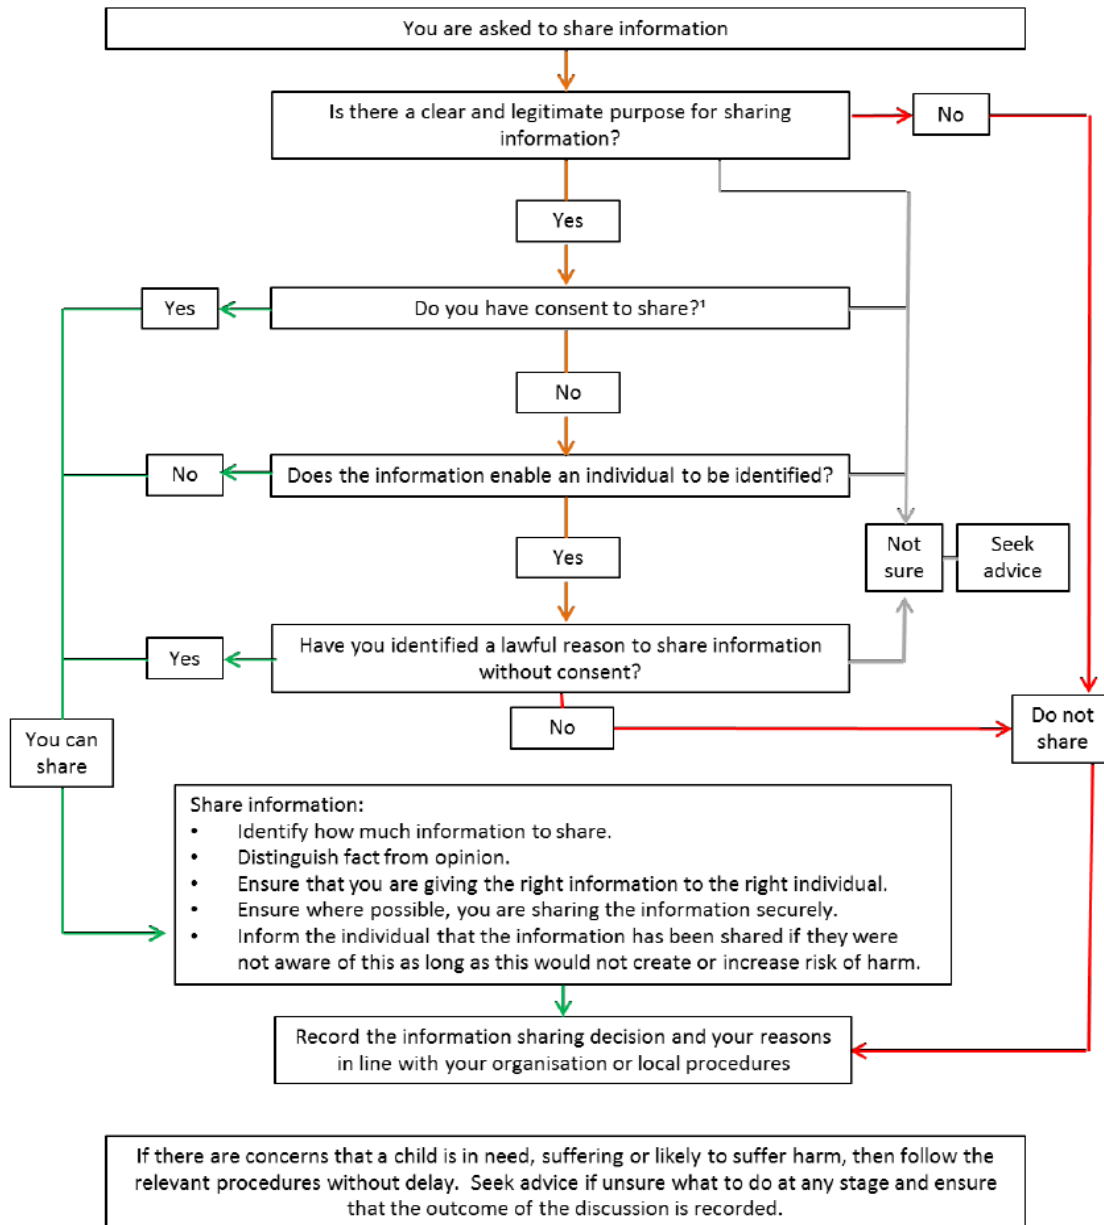 You are asked to share information
Is there a clear and legitimate purpose for sharing
information?
No
Yes
Yes
Do you have consent to share?¹
No
No
Does the information enable an individual to be identified?
Yes
Not
sure
Seek
advice
Yes
Have you identified a lawful reason to share information
without consent?
No
Do not
share
You can
share
Share information:
• Identify how much information to share.
• Distinguish fact from opinion.
• Ensure that you are giving the right information to the right individual.
• Ensure where possible, you are sharing the information securely.
• Inform the individual that the information has been shared if they were
not aware of this as long as this would not create or increase risk of harm.
Record the information sharing decision and your reasons
in line with your organisation or local procedures
If there are concerns that a child is in need, suffering or likely to suffer harm, then follow the
relevant procedures without delay. Seek advice if unsure what to do at any stage and ensure
that the outcome of the discussion is recorded.